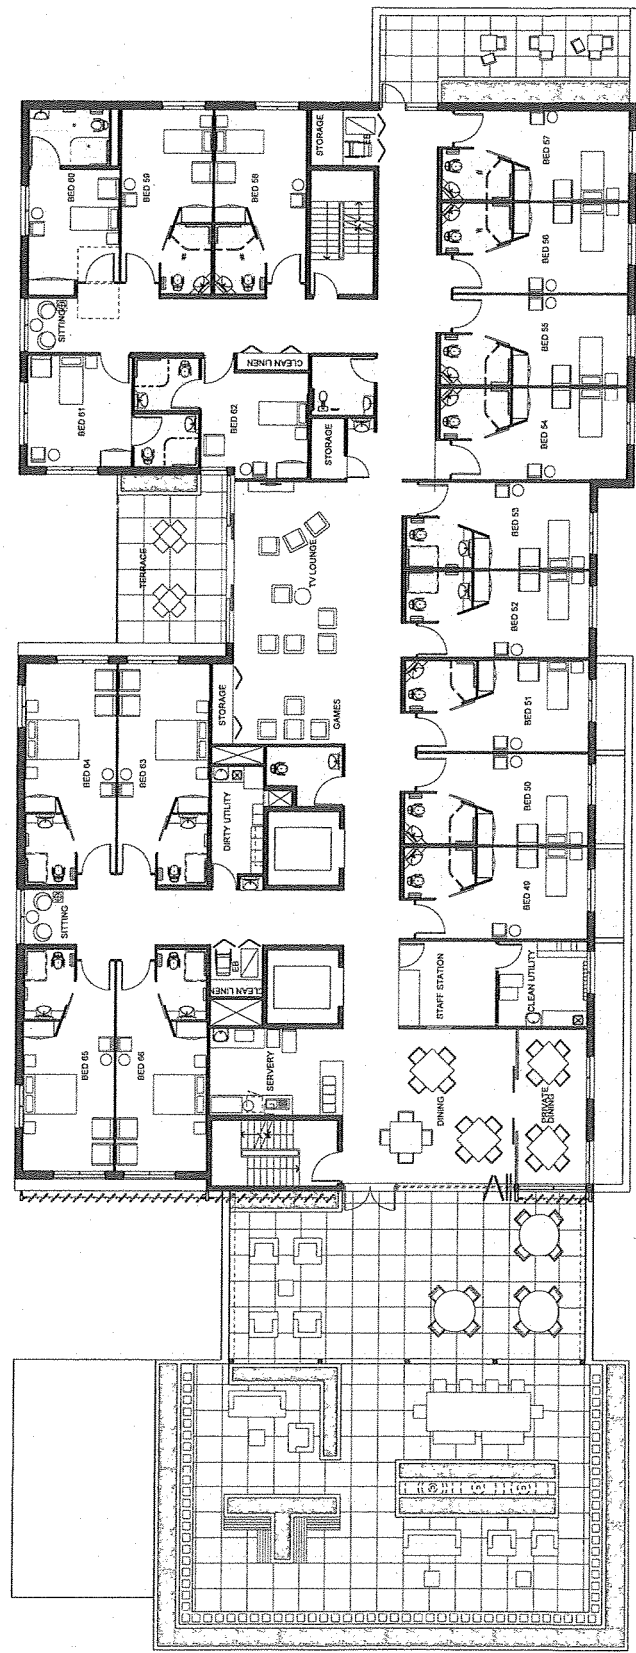 STORAGE
EB
BED 60
BED 59
BED 58
BED 57
BED 56
SITTING
CLEAN LINEN
BED 55
BED 61
BED 62
STORAGE
BED 54
TERRACE
TV LOUNGE
BED 53
BED 52
STORAGE
GAMES
BED 51
BED 64
BED 63
DIRTY UTILITY
BED 50
BED 49
SITTING
EB
CLEAN LINEN
STAFF STATION
CLEAN UTILITY
BED 65
BED 66
SERVERY
DINING
PRIVATE
DINING